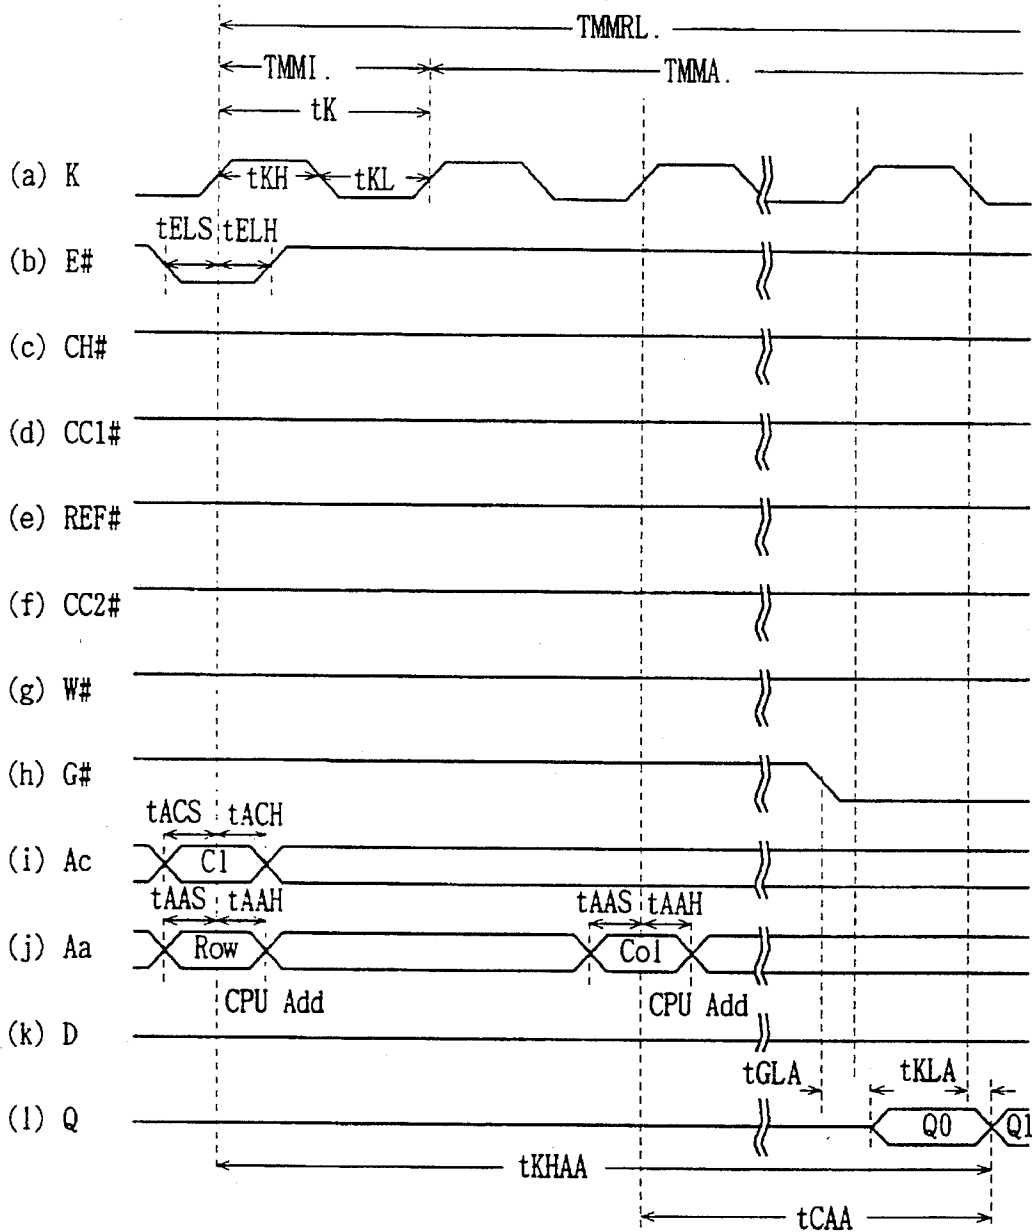 TMMRL.
TMMI. TMMA.
tK
(a) K tKH tKL
tELS tELH
(b) E#
(c) CH#
(d) CC1#
(e) REF#
(f) CC2#
(g) W#
(h) G#
tACS tACH
(i) Ac C1
tAAS tAAH tAAS tAAH
(j) Aa Row Col
CPU Add CPU Add
(k) D
tGLA tKLA
(l) Q Q0 Q1
tKHAA
tCAA